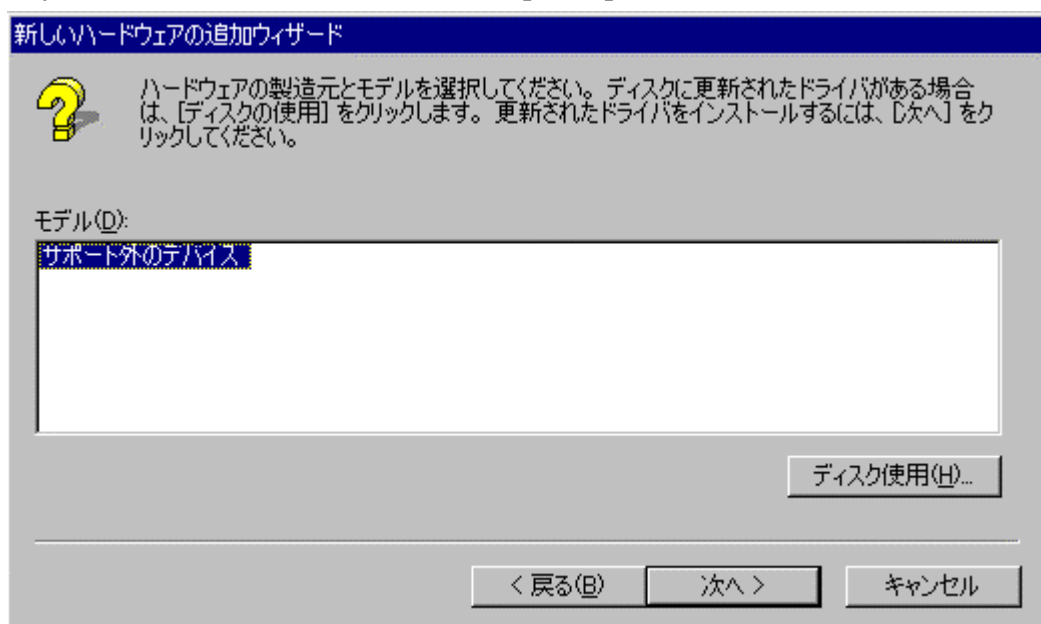 新しいハードウェアの追加ウィザード
ハードウェアの製造元とモデルを選択してください。ディスクに更新されたドライバがある場合
は、[ディスクの使用] をクリックします。更新されたドライバをインストールするには、[次へ] をク
リックしてください。
モデル(D):
サポート外のデバイス
ディスク使用(H)...
< 戻る(B)
次へ >
キャンセル